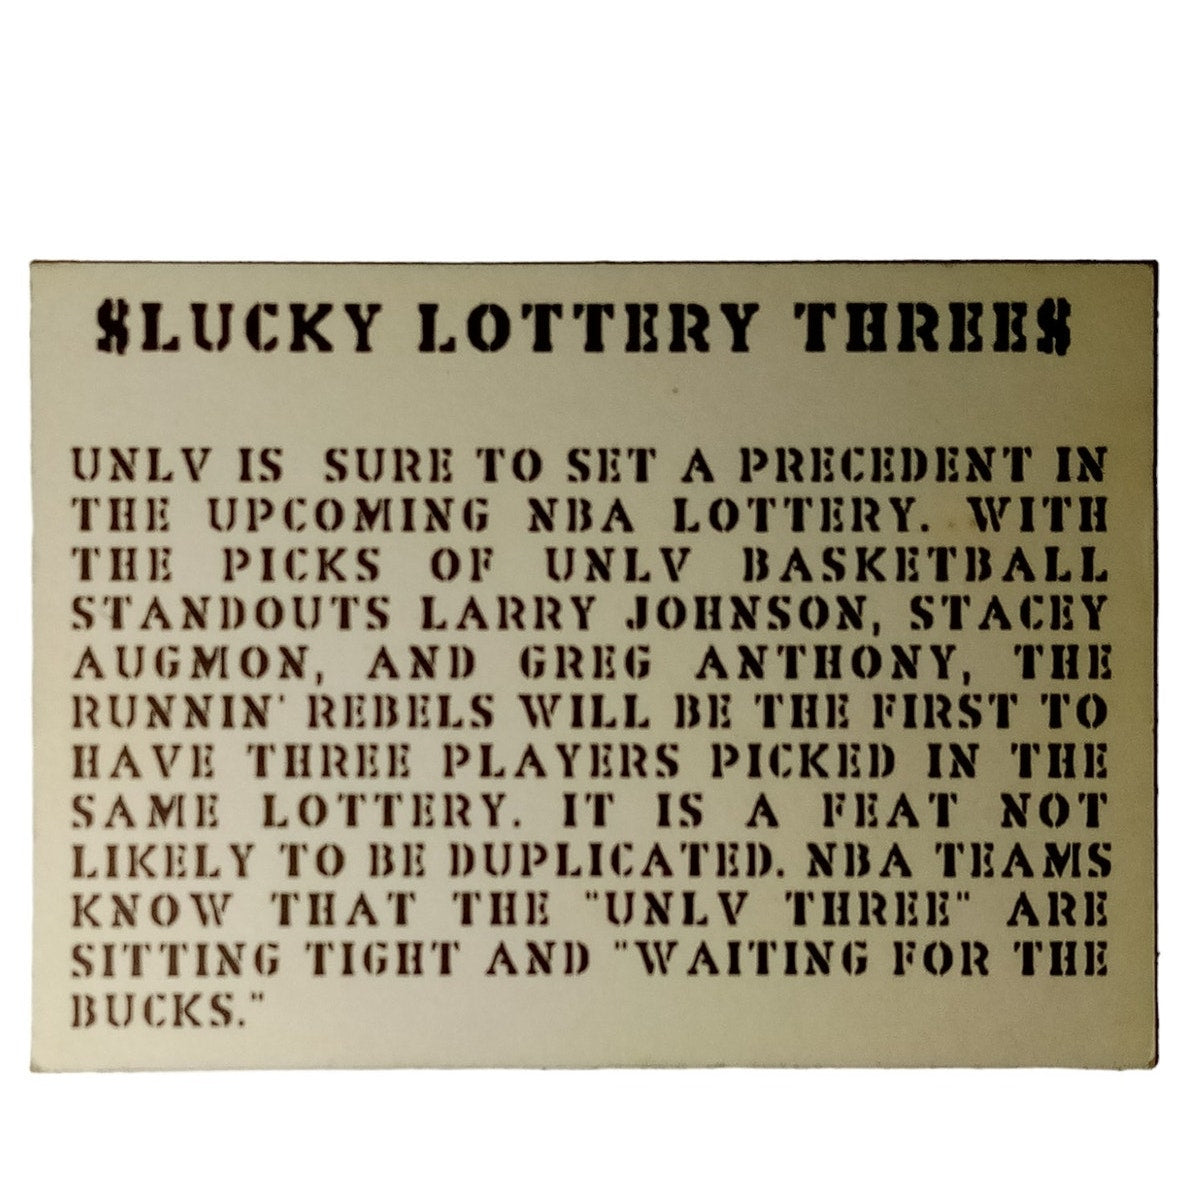 $LUCKY LOTTERY THREE$
UNLV IS SURE TO SET A PRECEDENT IN
THE UPCOMING NBA LOTTERY. WITH
THE PICKS OF UNLV BASKETBALL
STANDOUTS LARRY JOHNSON, STACEY
AUGMON, AND GREG ANTHONY, THE
RUNNIN' REBELS WILL BE THE FIRST TO
HAVE THREE PLAYERS PICKED IN THE
SAME LOTTERY. IT IS A FEAT NOT
LIKELY TO BE DUPLICATED. NBA TEAMS
KNOW THAT THE "UNLV THREE" ARE
SITTING TIGHT AND "WAITING FOR THE
BUCKS."